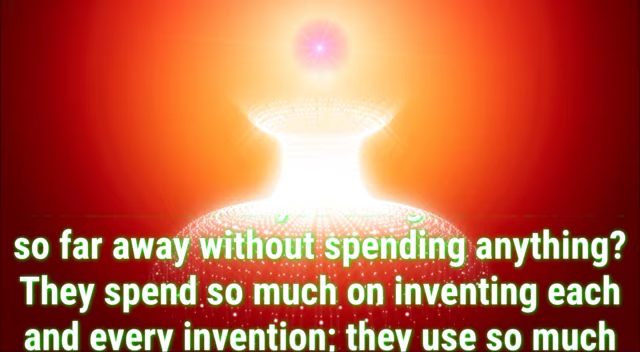 so far away without spending anything?
They spend so much on inventing each
and every invention; they use so much